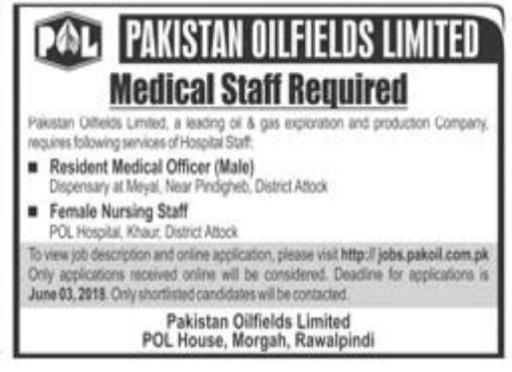 POL PAKISTAN OILFIELDS LIMITED
Medical Staff Required
Pakistan Oilfields Limited, a leading oil & gas exploration and production Company,
requires following services of Hospital Staff:
■ Resident Medical Officer (Male)
Dispensary at Meyal, Near Pindigheb, District Attock
■ Female Nursing Staff
POL Hospital, Khaur, District Attock
To view job description and online application, please visit http://jobs.pakoil.com.pk
Only applications received online will be considered. Deadline for applications is
June 03, 2018. Only shortlisted candidates will be contacted.
Pakistan Oilfields Limited
POL House, Morgah, Rawalpindi